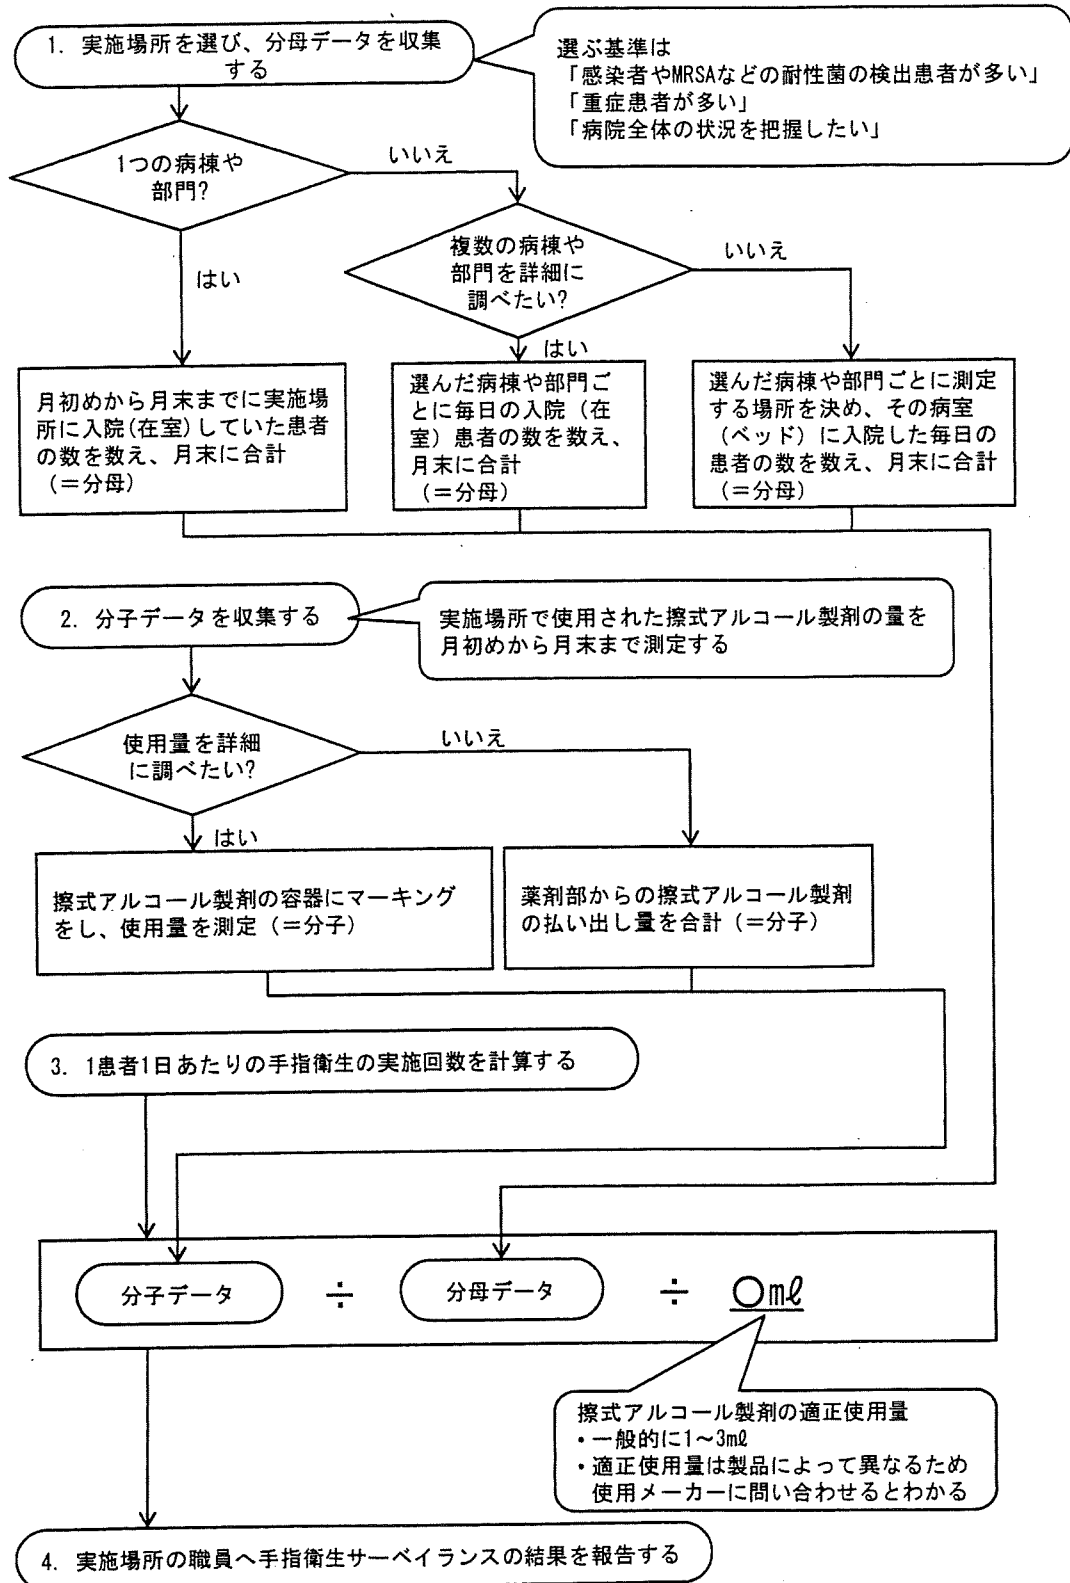 1. 実施場所を選び、分母データを収集
する
選ぶ基準は
「感染者やMRSAなどの耐性菌の検出患者が多い」
「重症患者が多い」
「病院全体の状況を把握したい」
1つの病棟や
部門?
いいえ
はい
複数の病棟や
部門を詳細に
調べたい?
いいえ
はい
月初めから月末までに実施場
所に入院(在室)していた患者
の数を数え、月末に合計
(=分母)
選んだ病棟や部門ご
とに毎日の入院(在
室)患者の数を数え、
月末に合計
(=分母)
選んだ病棟や部門ごとに測定
する場所を決め、その病室
(ベッド)に入院した毎日の
患者の数を数え、月末に合計
(=分母)
2. 分子データを収集する
実施場所で使用された擦式アルコール製剤の量を
月初めから月末まで測定する
使用量を詳細
に調べたい?
いいえ
はい
擦式アルコール製剤の容器にマーキング
をし、使用量を測定(=分子)
薬剤部からの擦式アルコール製剤
の払い出し量を合計(=分子)
3. 1患者1日あたりの手指衛生の実施回数を計算する
分子データ ÷ 分母データ ÷ ○mℓ
擦式アルコール製剤の適正使用量
・一般的に1~3mℓ
・適正使用量は製品によって異なるため
使用メーカーに問い合わせるとわかる
4. 実施場所の職員へ手指衛生サーベイランスの結果を報告する